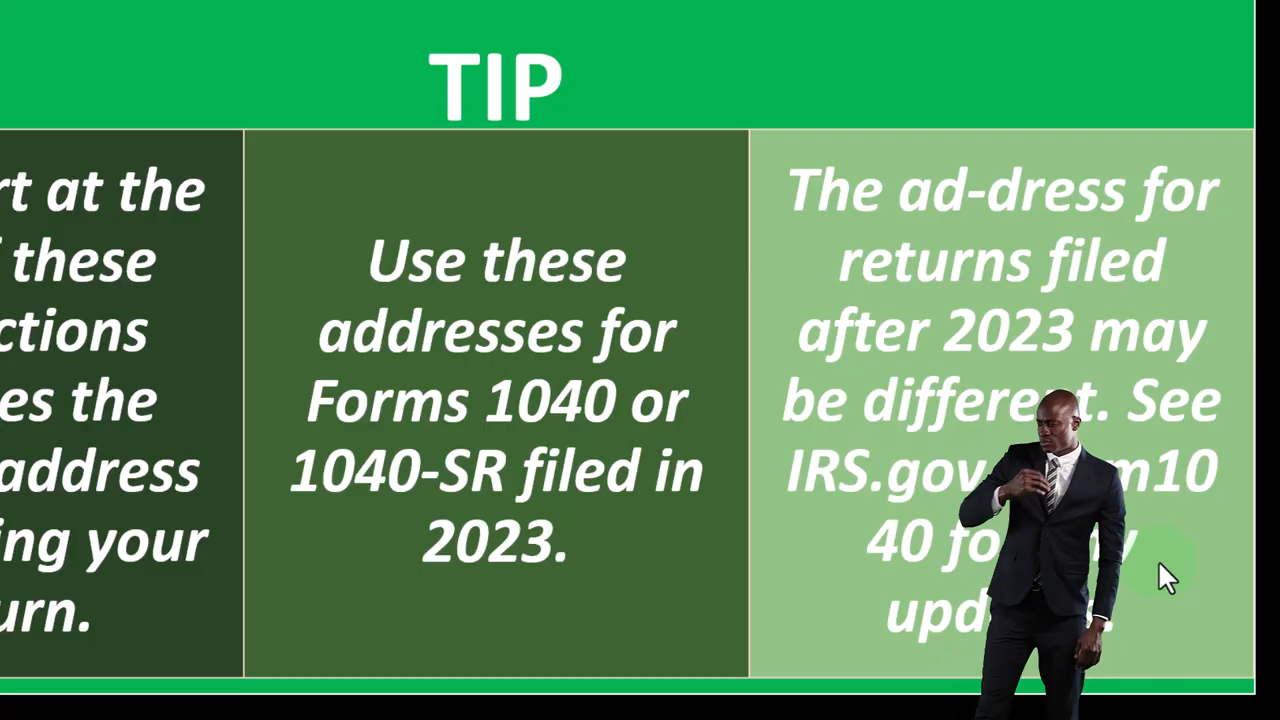 TIP
rt at the
these
ctions
es the
address
ing your
urn.
Use these
addresses for
Forms 1040 or
1040-SR filed in
2023.
The ad-dress for
returns filed
after 2023 may
be different. See
IRS.gov m10
40 fo y
upd